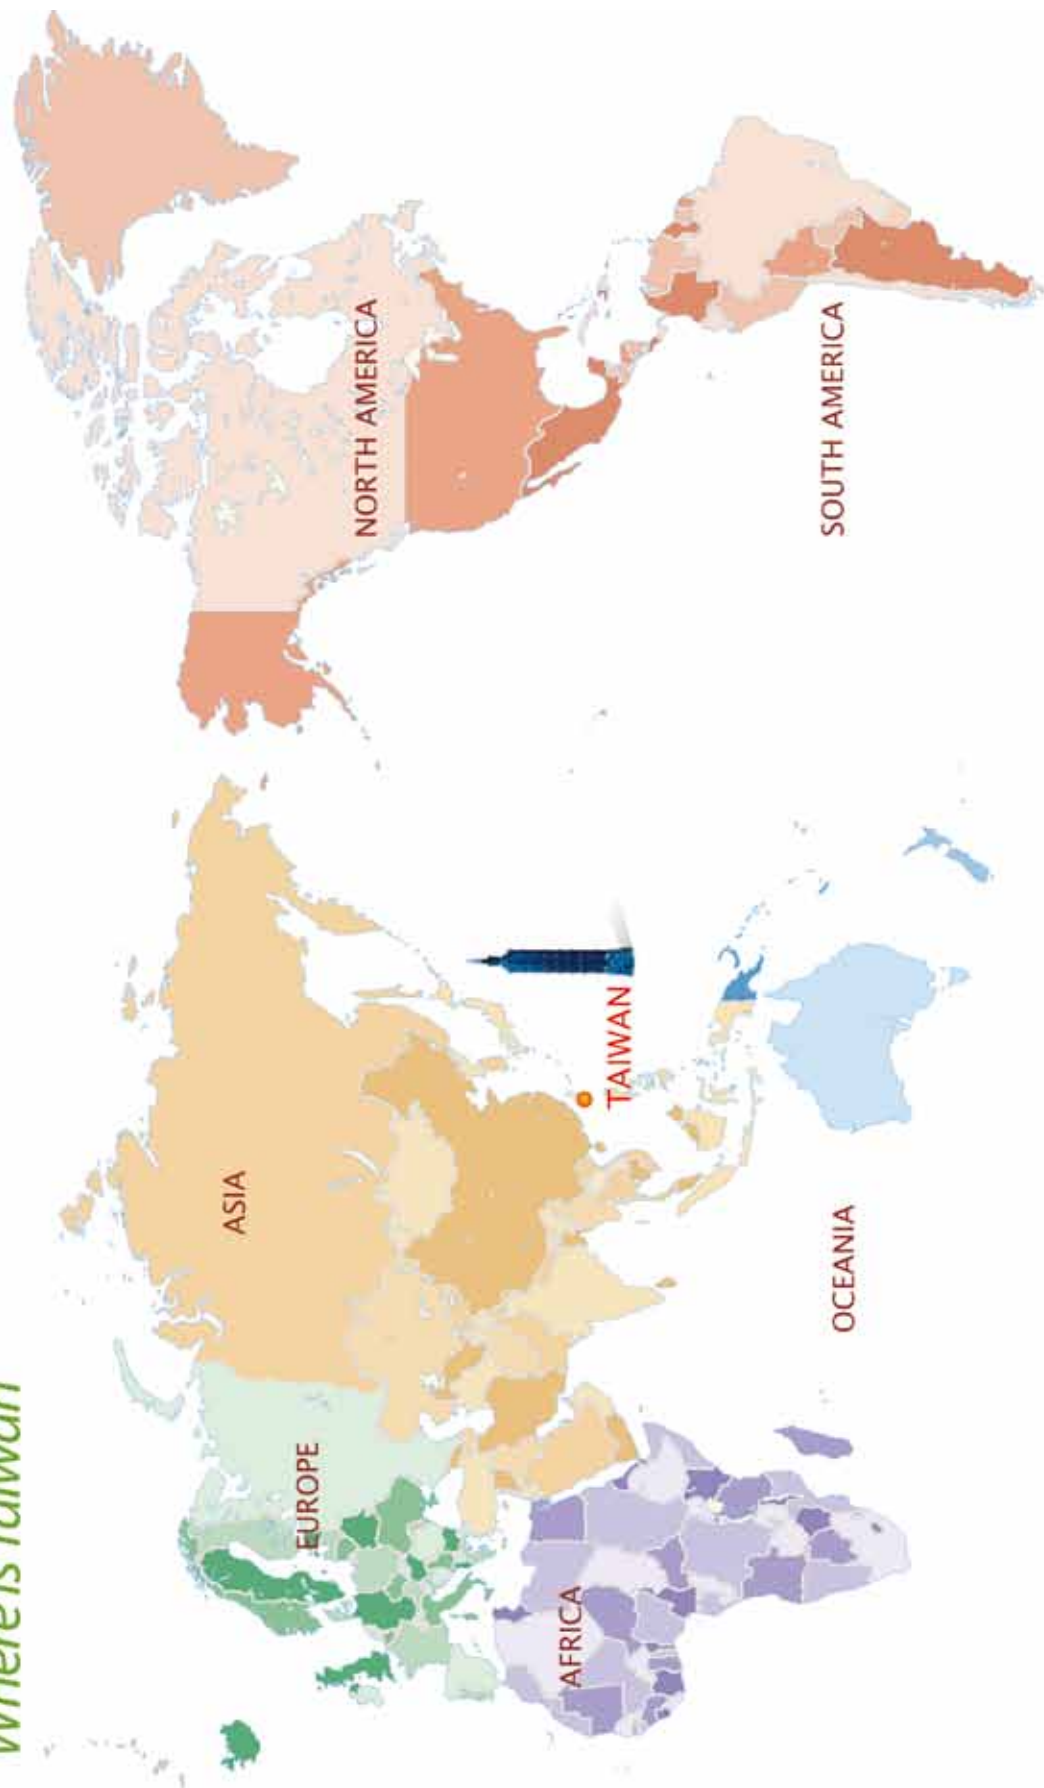 Where is Taiwan
NORTH AMERICA
ASIA
EUROPE
TAIWAN
AFRICA
SOUTH AMERICA
OCEANIA